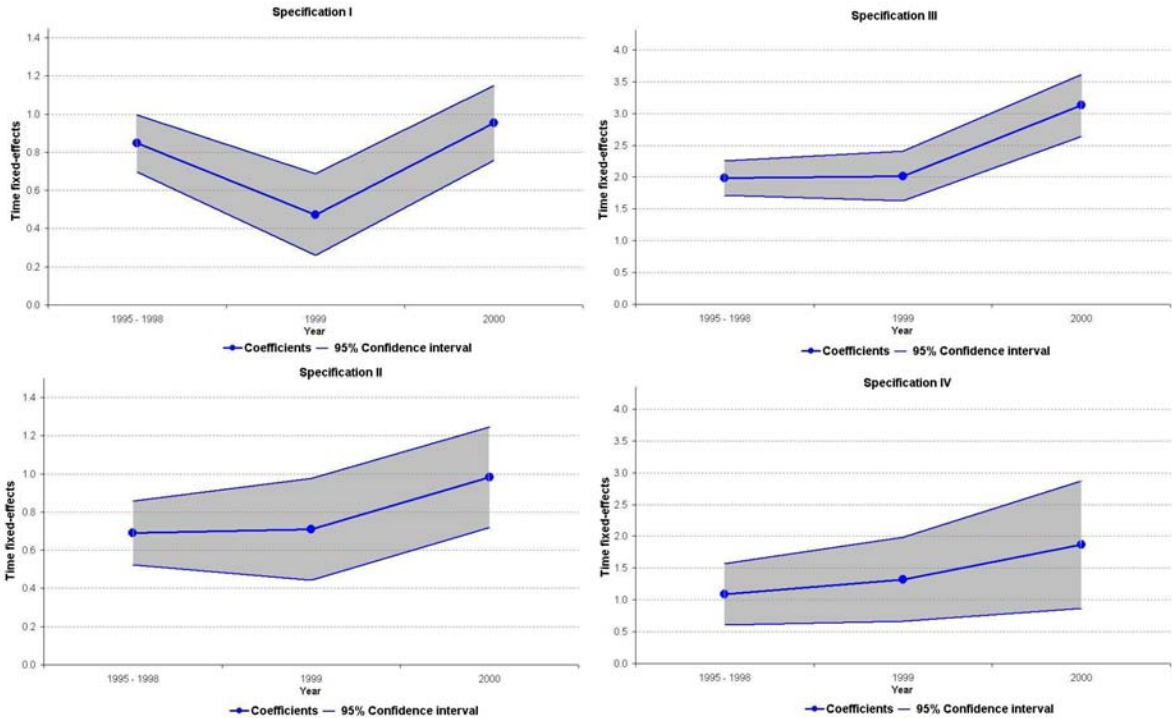 Specification I
Time fixed-effects
1.4
1.2
1.0
0.8
0.6
0.4
0.2
0.0
1995 - 1998 1999 2000
Year
Coefficients — 95% Confidence interval
Specification III
Time fixed-effects
4.0
3.5
3.0
2.5
2.0
1.5
1.0
0.5
0.0
1995 - 1998 1999 2000
Year
Coefficients — 95% Confidence interval
Specification II
Time fixed-effects
1.4
1.2
1.0
0.8
0.6
0.4
0.2
0.0
1995 - 1998 1999 2000
Year
Coefficients — 95% Confidence interval
Specification IV
Time fixed-effects
4.0
3.5
3.0
2.5
2.0
1.5
1.0
0.5
0.0
1995 - 1998 1999 2000
Year
Coefficients — 95% Confidence interval